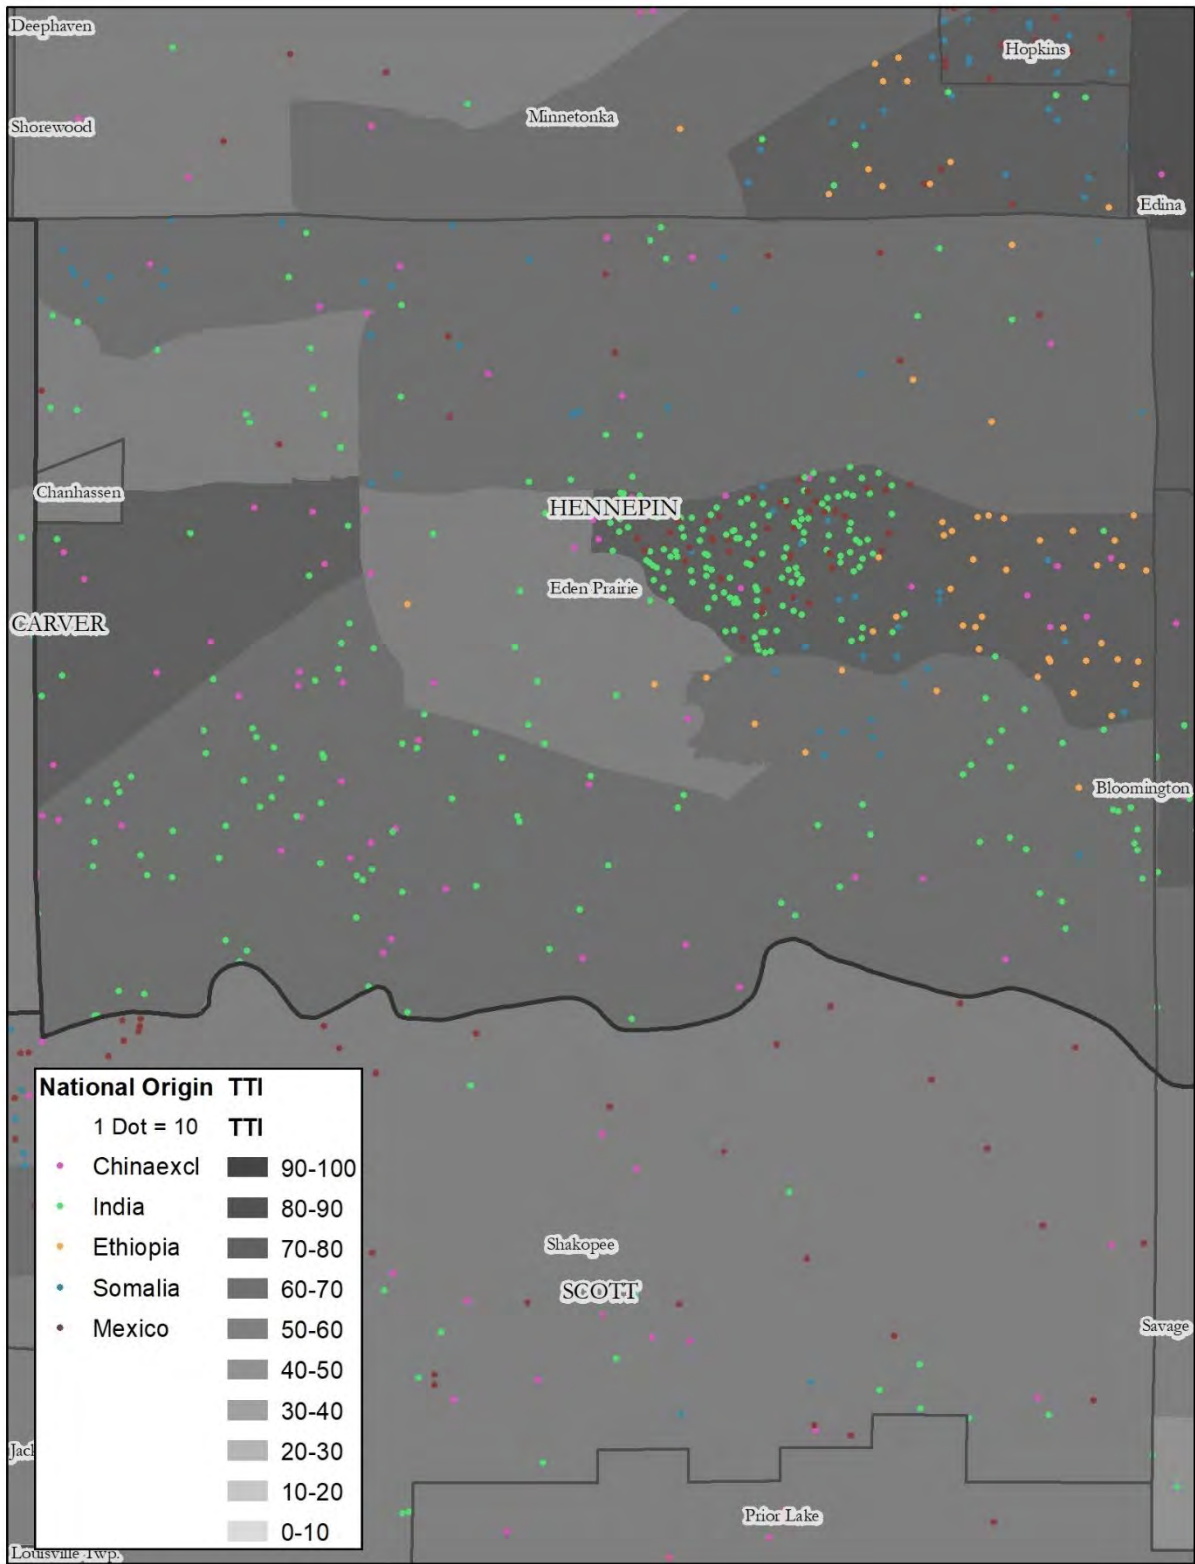 Deephaven
Hopkins
Minnetonka
Shorewood
Edina
Chanhassen
HENNEPIN
Eden Prairie
CARVER
Bloomington
National Origin TTI
1 Dot = 10 TTI
Chinaexcl 90-100
India 80-90
Ethiopia 70-80
Somalia 60-70
Mexico 50-60
40-50
30-40
20-30
10-20
0-10
Shakopee
SCOTT
Savage
Jac
Prior Lake
Louisville Twp.